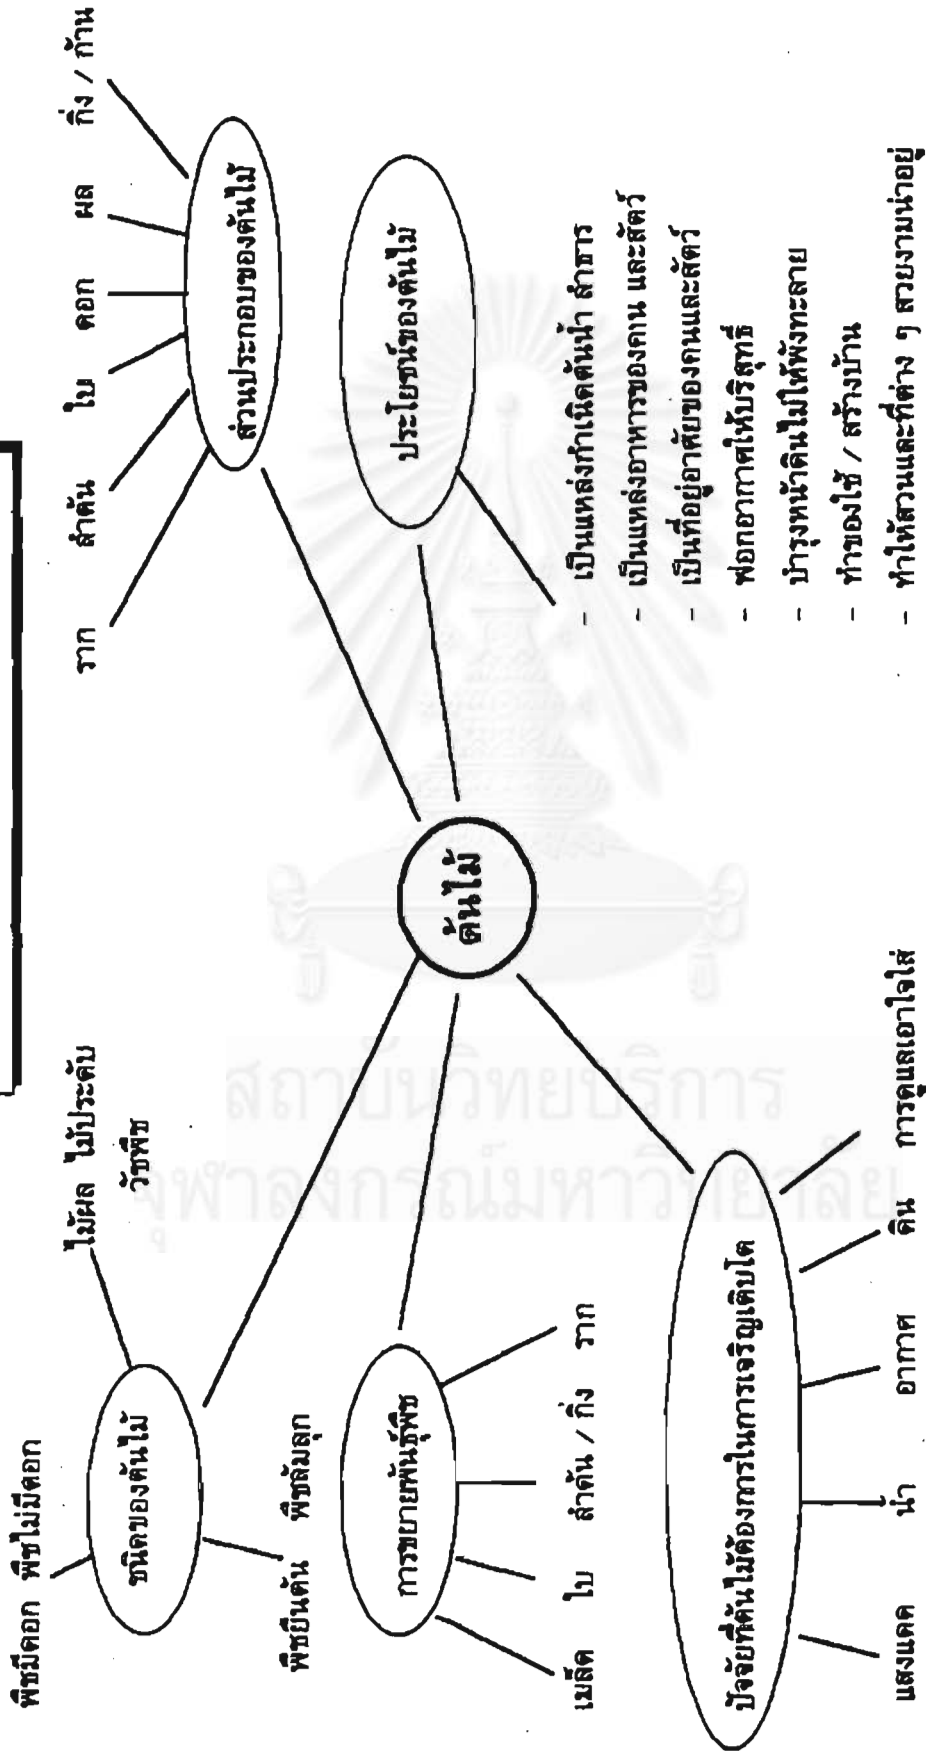 พืชมีดอก พืชไม่มีดอก
ไม้ผล ไม้ประดับ
วัชพืช
ชนิดของต้นไม้
พืชยืนต้น พืชล้มลุก
การขยายพันธุ์พืช
เมล็ด ใบ ลำต้น / กิ่ง ราก
ปัจจัยที่ต้นไม้ต้องการในการเจริญเติบโต
แสงแดด น้ำ อากาศ ดิน การดูแลเอาใจใส่
ต้นไม้
ราก ลำต้น ใบ ดอก ผล กิ่ง / ก้าน
ส่วนประกอบของต้นไม้
ประโยชน์ของต้นไม้
- เป็นแหล่งกำเนิดต้นน้ำ ลำธาร
- เป็นแหล่งอาหารของคน และสัตว์
- เป็นที่อยู่อาศัยของคนและสัตว์
- ฟอกอากาศให้บริสุทธิ์
- บำรุงหน้าดินไม่ให้พังทะลาย
- ทำของใช้ / สร้างบ้าน
- ทำให้สวนและที่ต่าง ๆ สวยงามน่าอยู่
สถาบันวิทยบริการ
จุฬาลงกรณ์มหาวิทยาลัย